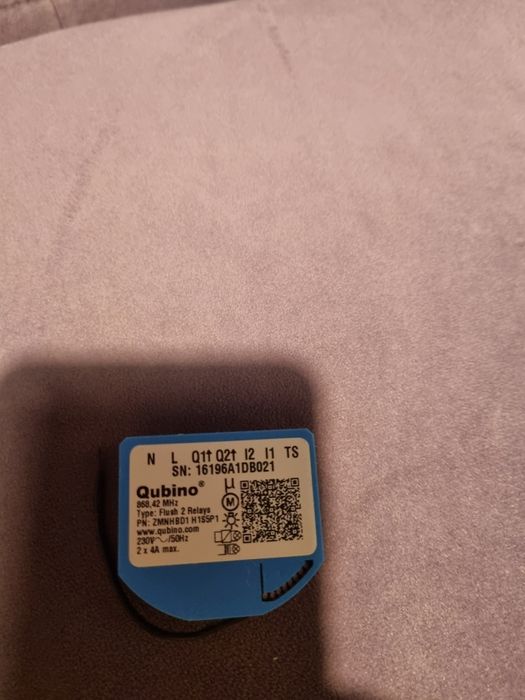 N L Q1↑ Q2↑ I2 I1 TS
SN: 16196A1DB021
Qubino®
μ
868,42 MHz
M
Type: Flush 2 Relays
PN: ZMNHBD1 H1S5P1
www.qubino.com
230V~/50Hz
2 x 4A max.